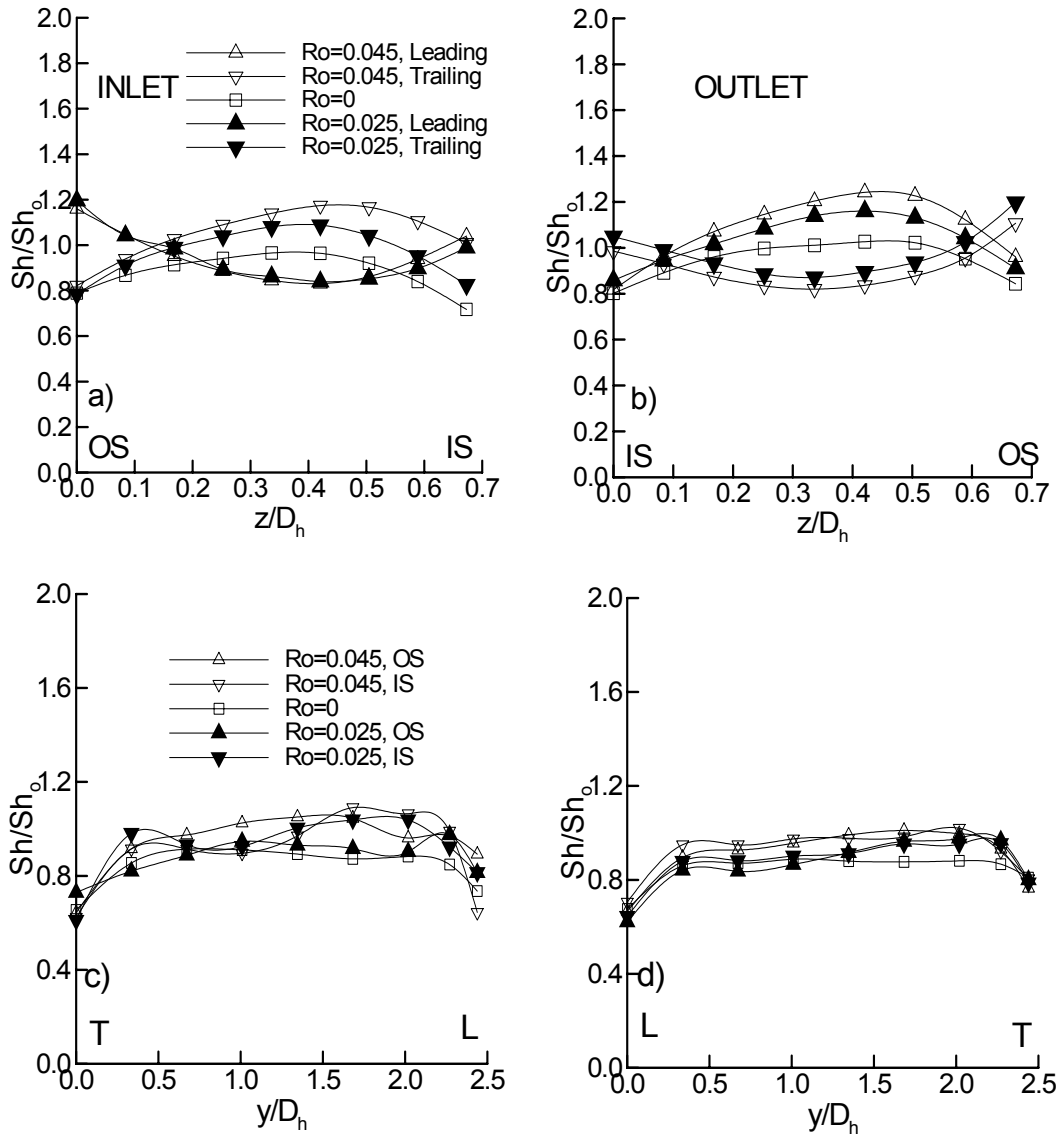 2.0
1.8
1.6
1.4
1.2
1.0
0.8
0.6
0.4
0.2
0.0
Sh/Sh₀
INLET
Ro=0.045, Leading
Ro=0.045, Trailing
Ro=0
Ro=0.025, Leading
Ro=0.025, Trailing
a)
OS
IS
0.0 0.1 0.2 0.3 0.4 0.5 0.6 0.7
z/Dₕ
2.0
1.8
1.6
1.4
1.2
1.0
0.8
0.6
0.4
0.2
0.0
Sh/Sh₀
OUTLET
b)
IS
OS
0.0 0.1 0.2 0.3 0.4 0.5 0.6 0.7
z/Dₕ
2.0
1.6
1.2
0.8
0.4
0.0
Sh/Sh₀
Ro=0.045, OS
Ro=0.045, IS
Ro=0
Ro=0.025, OS
Ro=0.025, IS
c)
T
L
0.0 0.5 1.0 1.5 2.0 2.5
y/Dₕ
2.0
1.6
1.2
0.8
0.4
0.0
Sh/Sh₀
d)
L
T
0.0 0.5 1.0 1.5 2.0 2.5
y/Dₕ